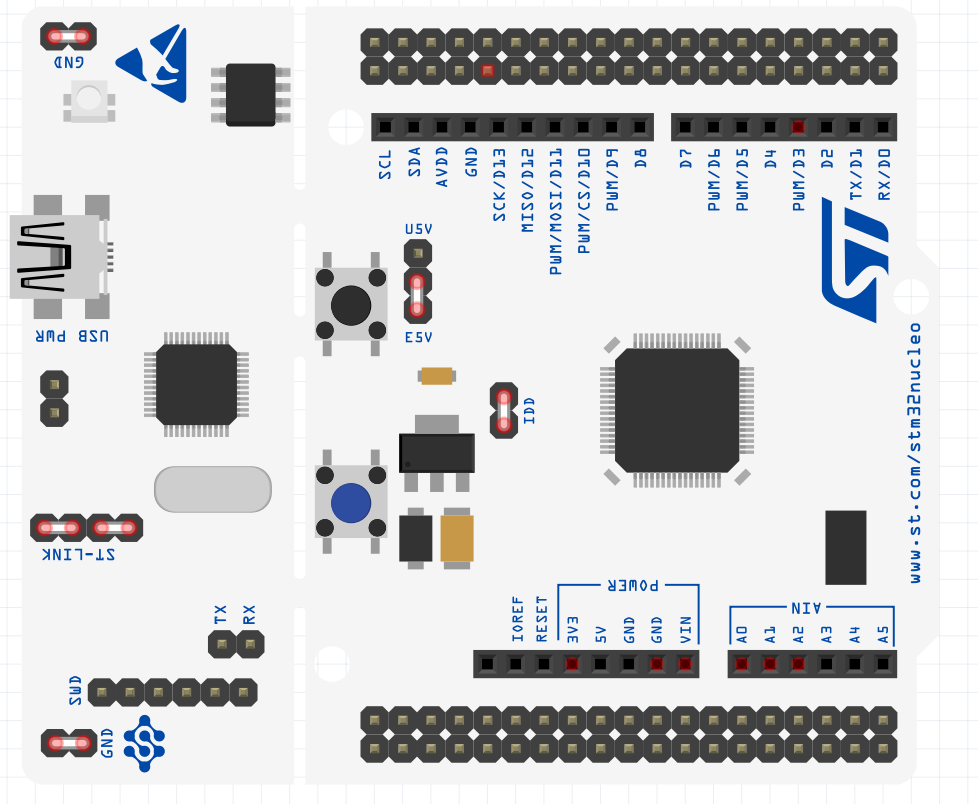 GND
SCL
SDA
AVDD
GND
SCK/D13
MISO/D12
PWM/MOSI/D11
PWM/CS/D10
PWM/D9
D8
D7
PWM/D6
PWM/D5
D4
PWM/D3
D2
TX/D1
RX/D0
U5V
E5V
USB PWR
IDD
www.st.com/stm32nucleo
ST-LINK
POWER
IOREF
RESET
3V3
5V
GND
GND
VIN
AIN
A0
A1
A2
A3
A4
A5
TX
RX
SWD
GND